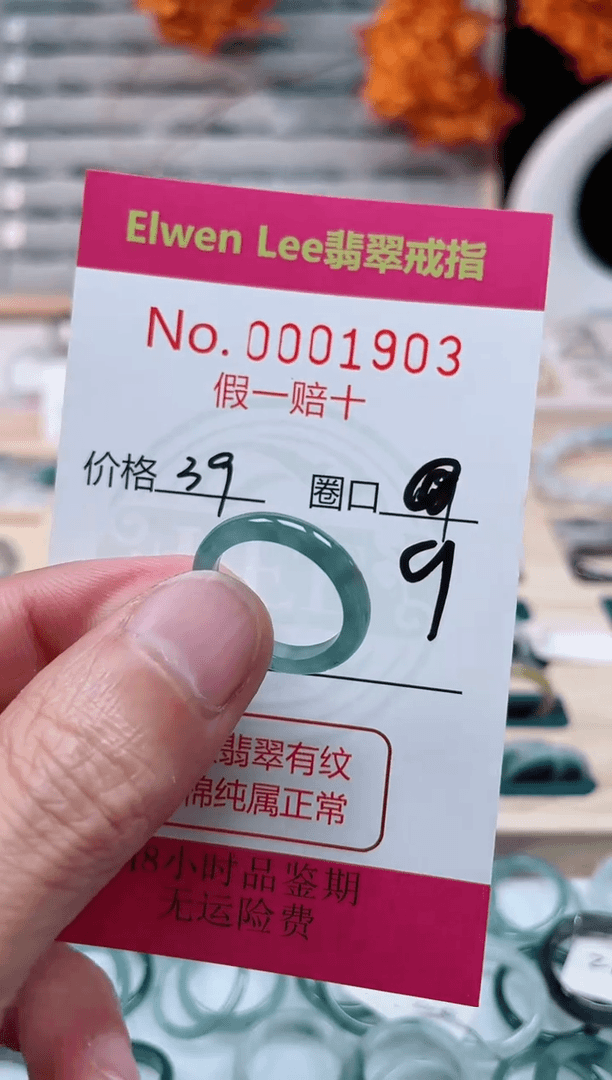 Elwen Lee翡翠戒指
No. 0001903
假一赔十
价格 39 圈口
9
翡翠有纹
棉纯属正常
48小时品鉴期
无运险费